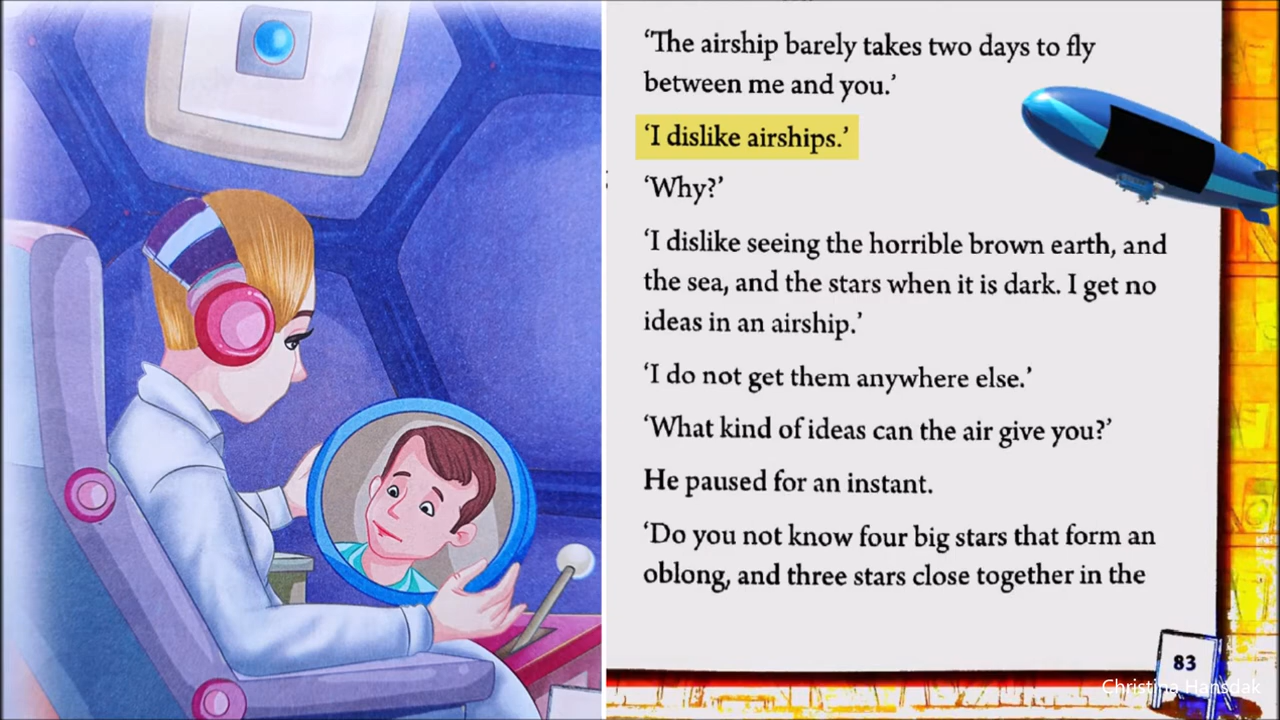 ‘The airship barely takes two days to fly
between me and you.’
‘I dislike airships.’
‘Why?’
‘I dislike seeing the horrible brown earth, and
the sea, and the stars when it is dark. I get no
ideas in an airship.’
‘I do not get them anywhere else.’
‘What kind of ideas can the air give you?’
He paused for an instant.
‘Do you not know four big stars that form an
oblong, and three stars close together in the
83
Christina Hansdak